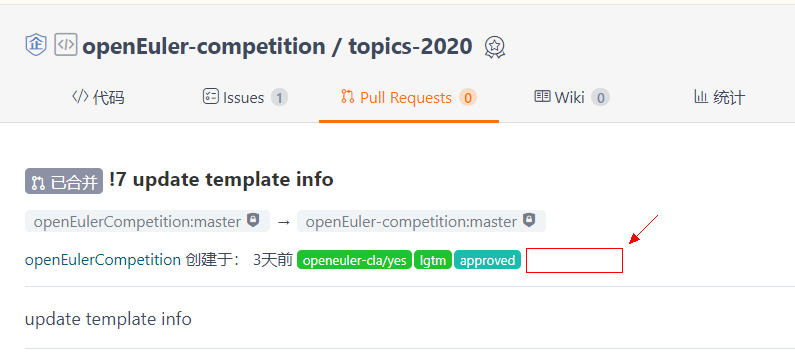 企 </> openEuler-competition / topics-2020
</> 代码 Issues 1 Pull Requests 0 Wiki 0 统计
已合并 !7 update template info
openEulerCompetition:master → openEuler-competition:master
openEulerCompetition 创建于： 3天前 openeuler-cla/yes lgtm approved
update template info